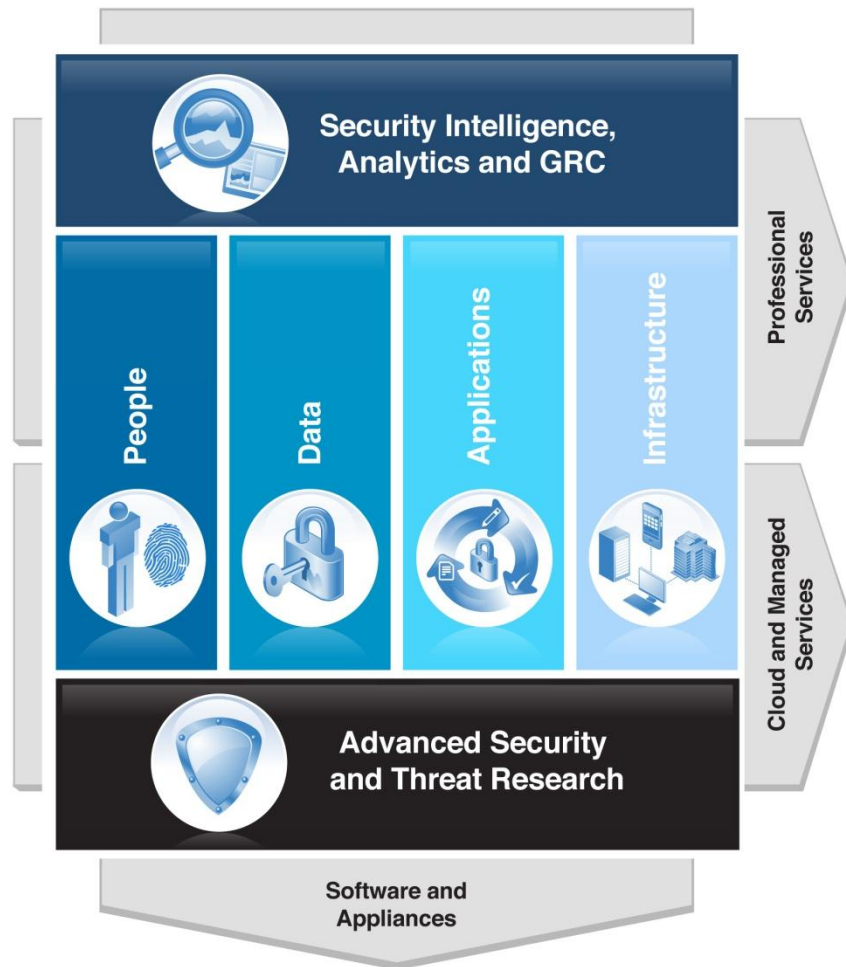 Security Intelligence,
Analytics and GRC
People
Data
Applications
Infrastructure
Professional
Services
Cloud and Managed
Services
Advanced Security
and Threat Research
Software and
Appliances